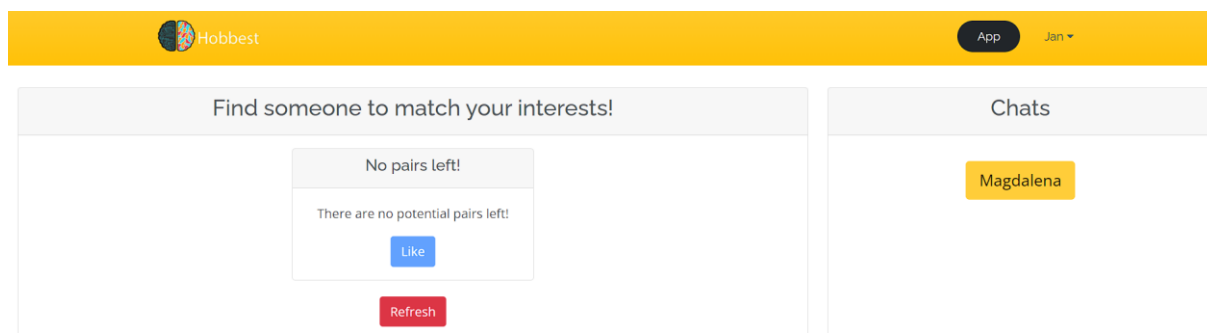 Hobbest
App
Jan
Find someone to match your interests!
No pairs left!
There are no potential pairs left!
Like
Refresh
Chats
Magdalena